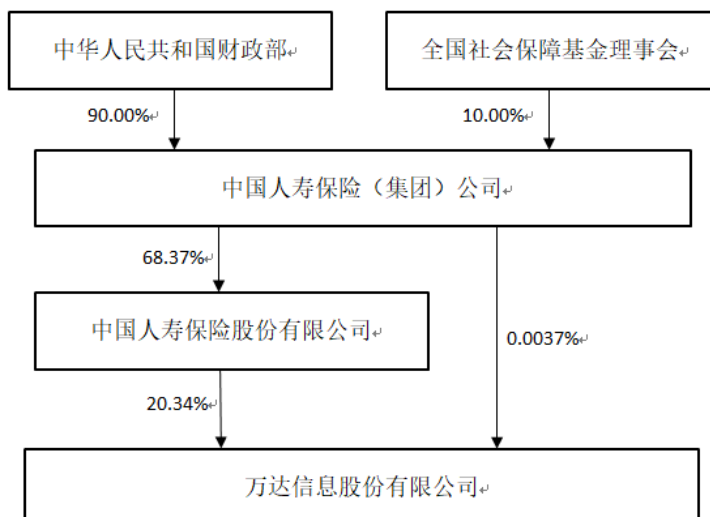 中华人民共和国财政部
全国社会保障基金理事会
90.00%
10.00%
中国人寿保险（集团）公司
68.37%
中国人寿保险股份有限公司
0.0037%
20.34%
万达信息股份有限公司